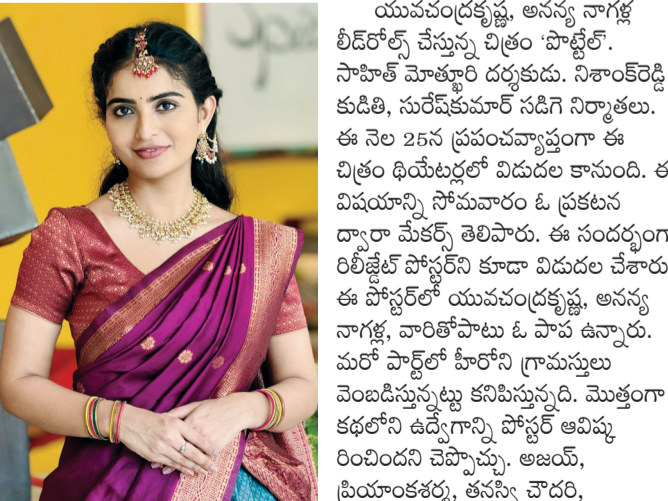 యువచంద్రకృష్ణ, అనన్య నాగళ్ల
లీడ్‌రోల్స్ చేస్తున్న చిత్రం ‘పొట్టేల్’.
సాహిత్ మోత్ఖూరి దర్శకుడు. నిశాంక్‌రెడ్డి
కుడితి, సురేష్‌కుమార్ సడిగె నిర్మాతలు.
ఈ నెల 25న ప్రపంచవ్యాప్తంగా ఈ
చిత్రం థియేటర్లలో విడుదల కానుంది. ఈ
విషయాన్ని సోమవారం ఓ ప్రకటన
ద్వారా మేకర్స్ తెలిపారు. ఈ సందర్భంగ
రిలీజ్డేట్ పోస్టర్‌ని కూడా విడుదల చేశారు
ఈ పోస్టర్‌లో యువచంద్రకృష్ణ, అనన్య
నాగళ్ల, వారితోపాటు ఓ పాప ఉన్నారు.
మరో పార్ట్‌లో హీరోని గ్రామస్తులు
వెంబడిస్తున్నట్టు కనిపిస్తున్నది. మొత్తంగా
కథలోని ఉద్వేగాన్ని పోస్టర్ ఆవిష్క
రించిందని చెప్పొచ్చు. అజయ్,
ప్రియాంకశర్మ, తనస్వి చౌదరి,